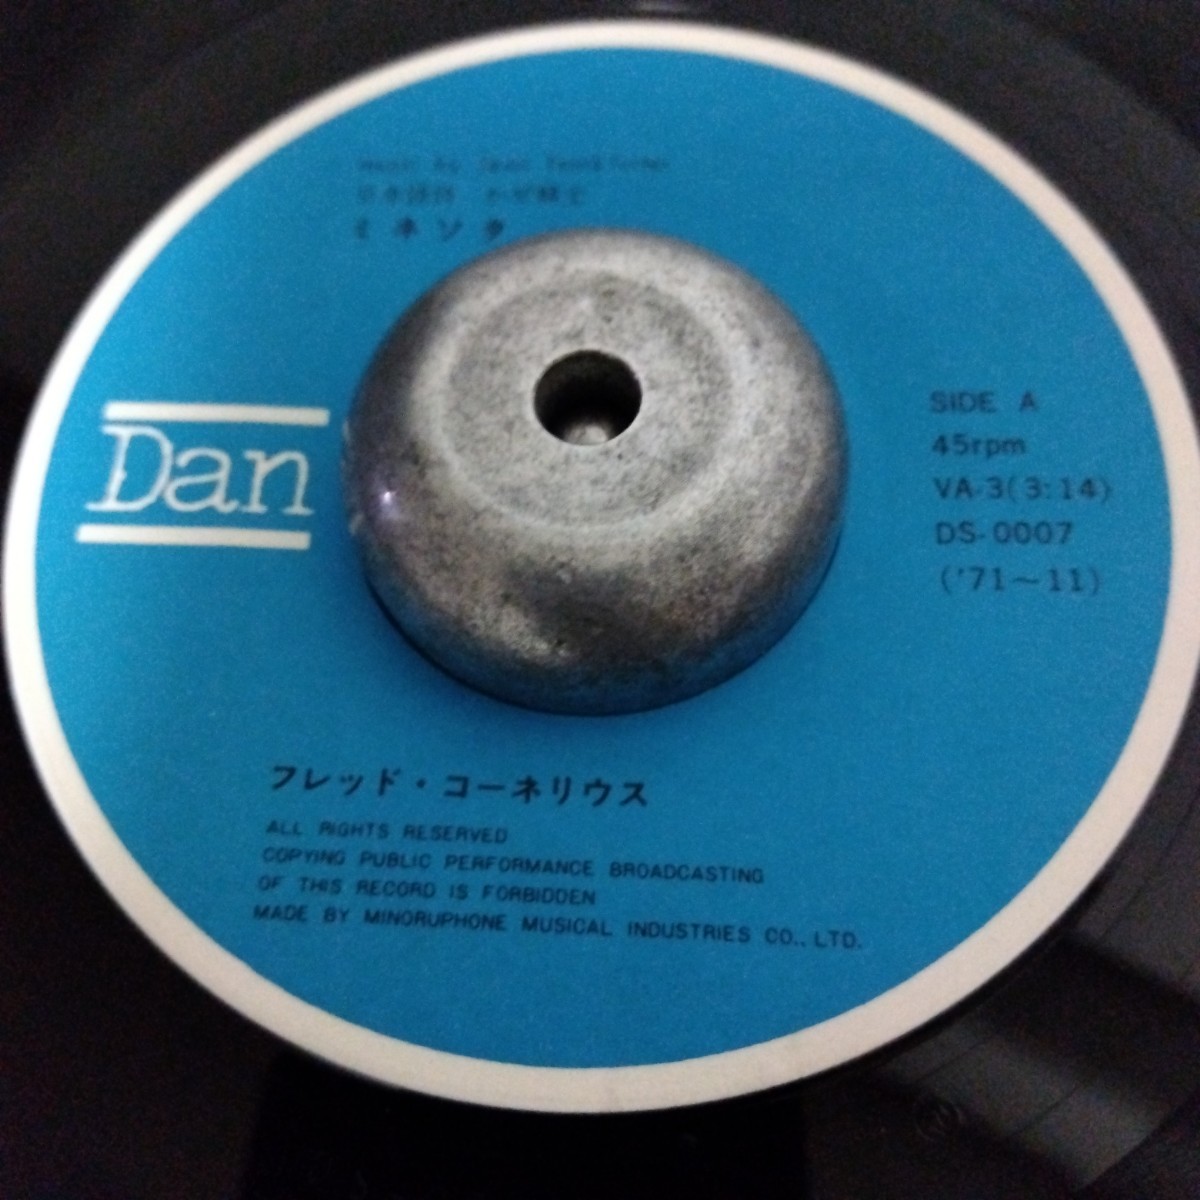 ミネソタ
Dan
SIDE A
45rpm
VA-3(3:14)
DS-0007
('71～11)
フレッド・コーネリウス
ALL RIGHTS RESERVED
COPYING PUBLIC PERFORMANCE BROADCASTING
OF THIS RECORD IS FORBIDDEN
MADE BY MINORUPHONE MUSICAL INDUSTRIES CO., LTD.